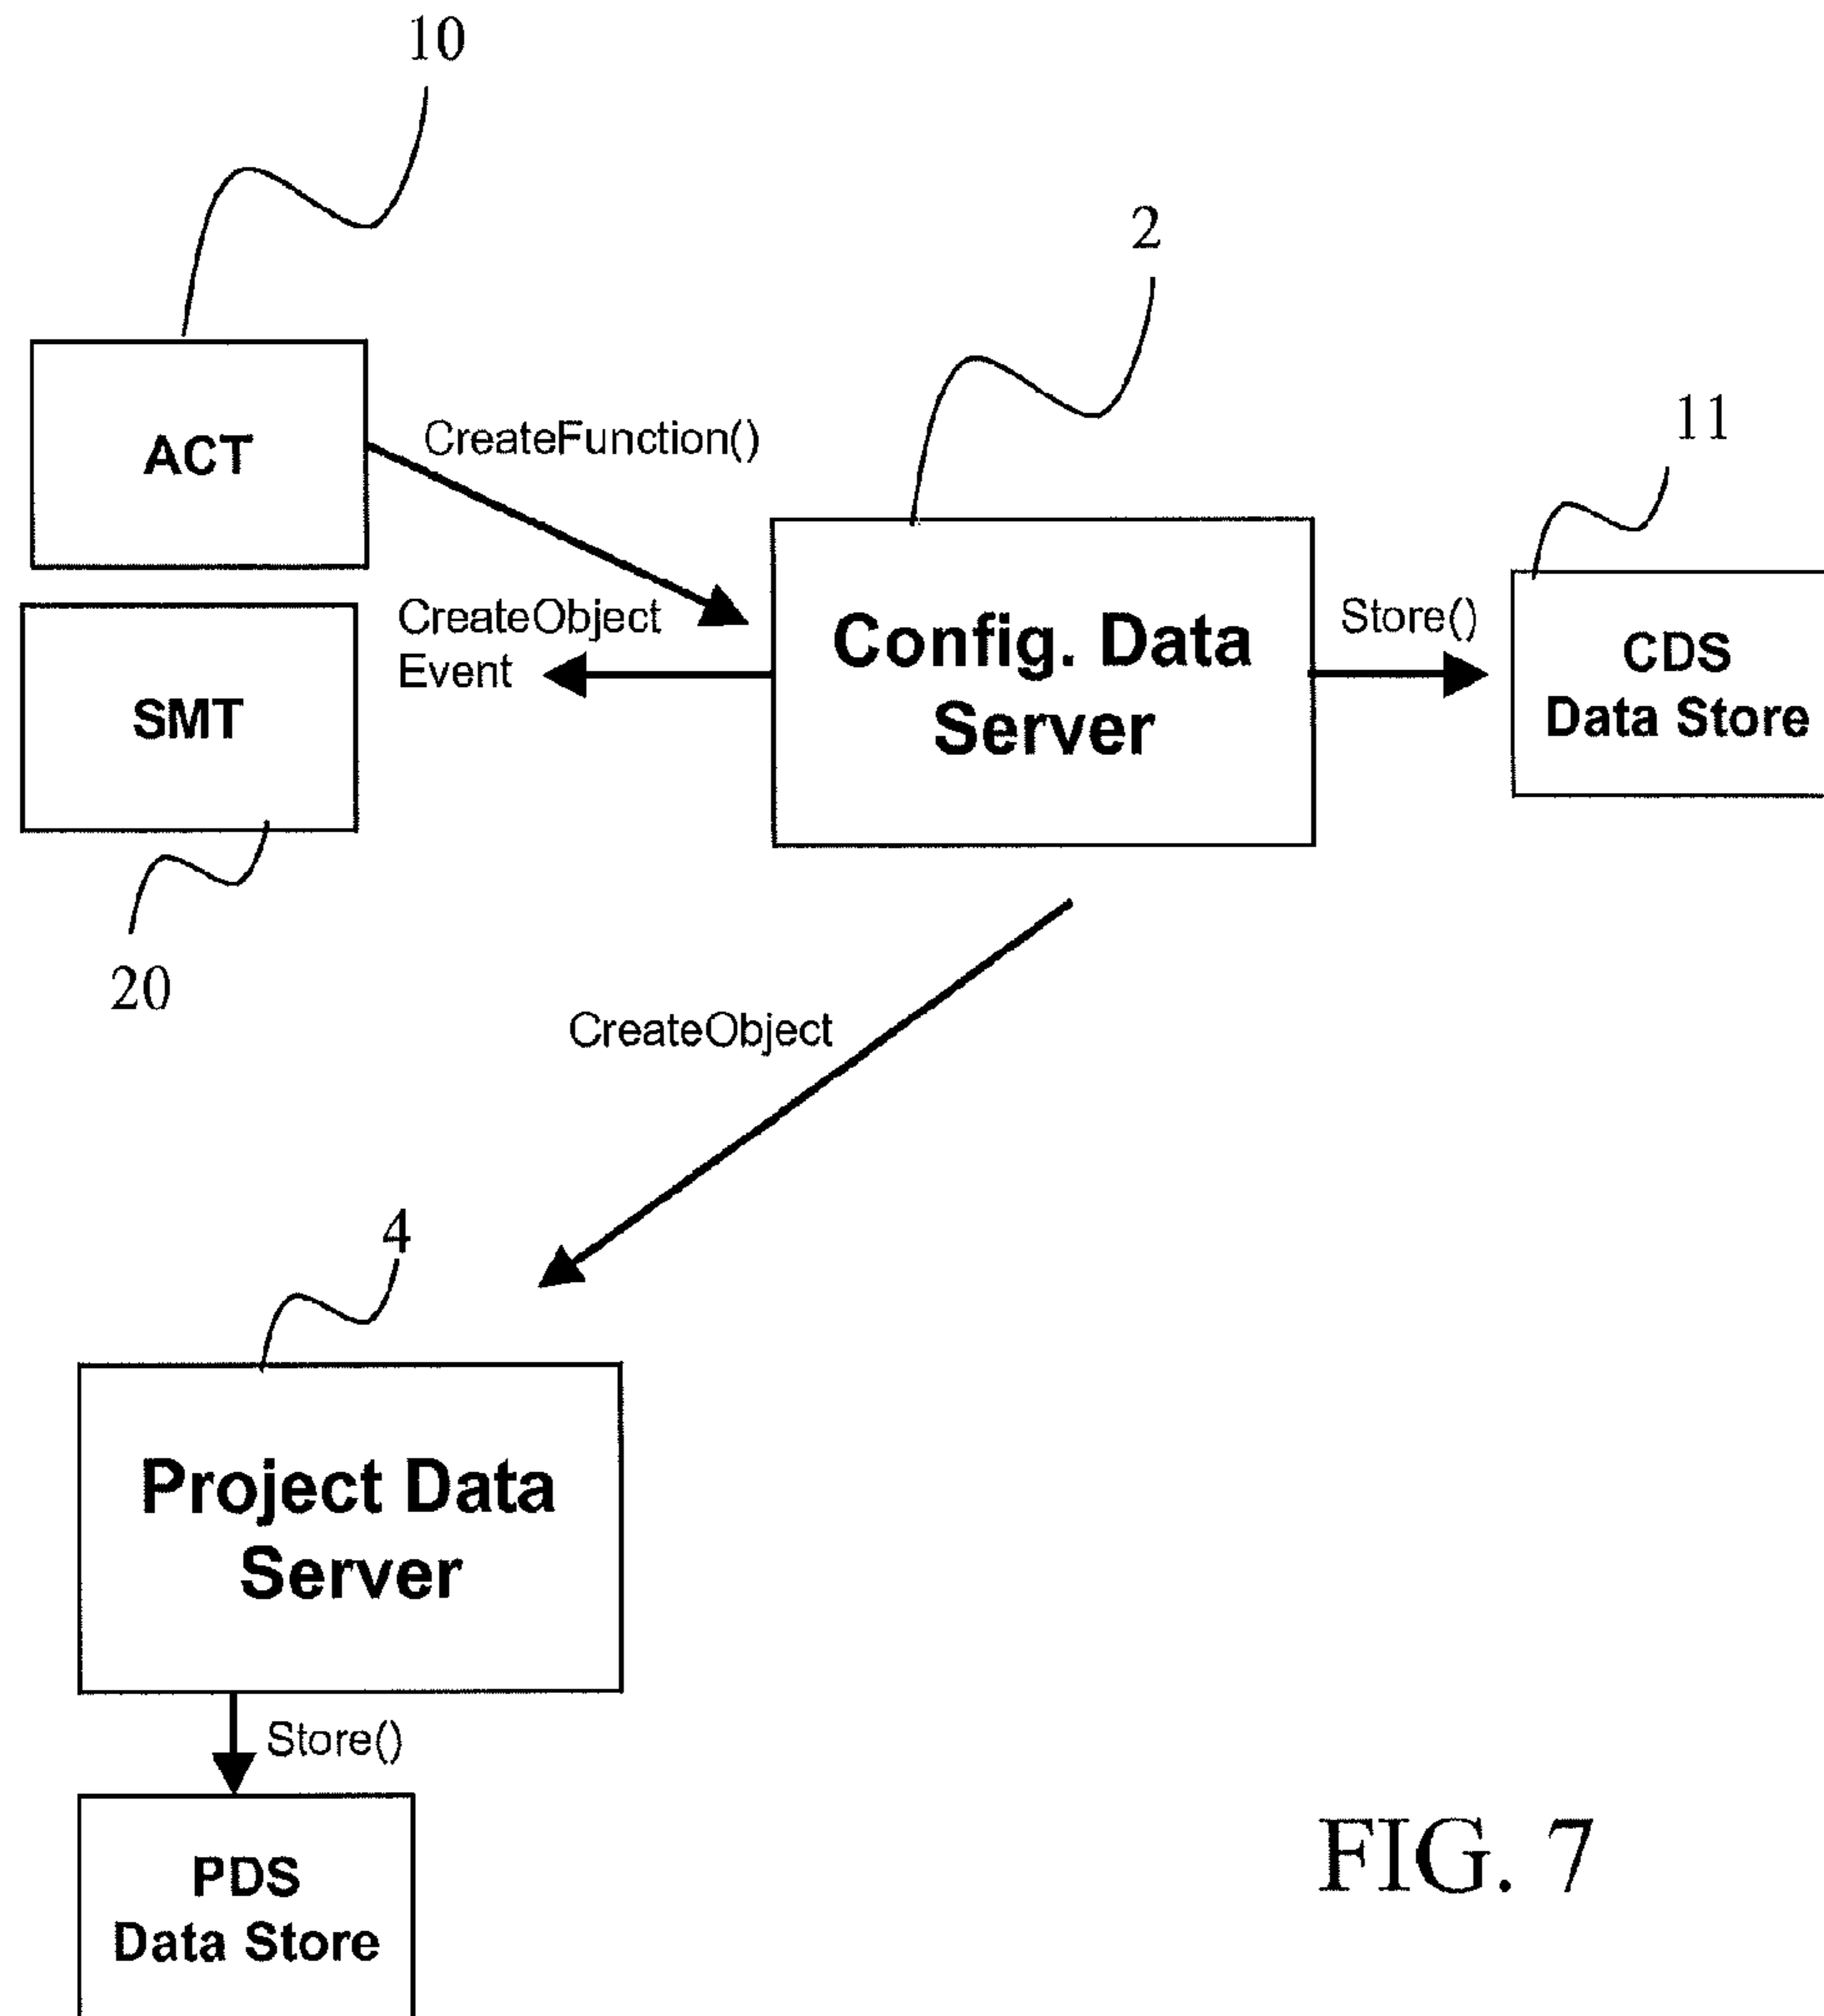 10
2
11
ACT
CreateFunction()
CreateObject
Event
SMT
Config. Data
Server
Store()
CDS
Data Store
20
CreateObject
4
Project Data
Server
Store()
PDS
Data Store
FIG. 7